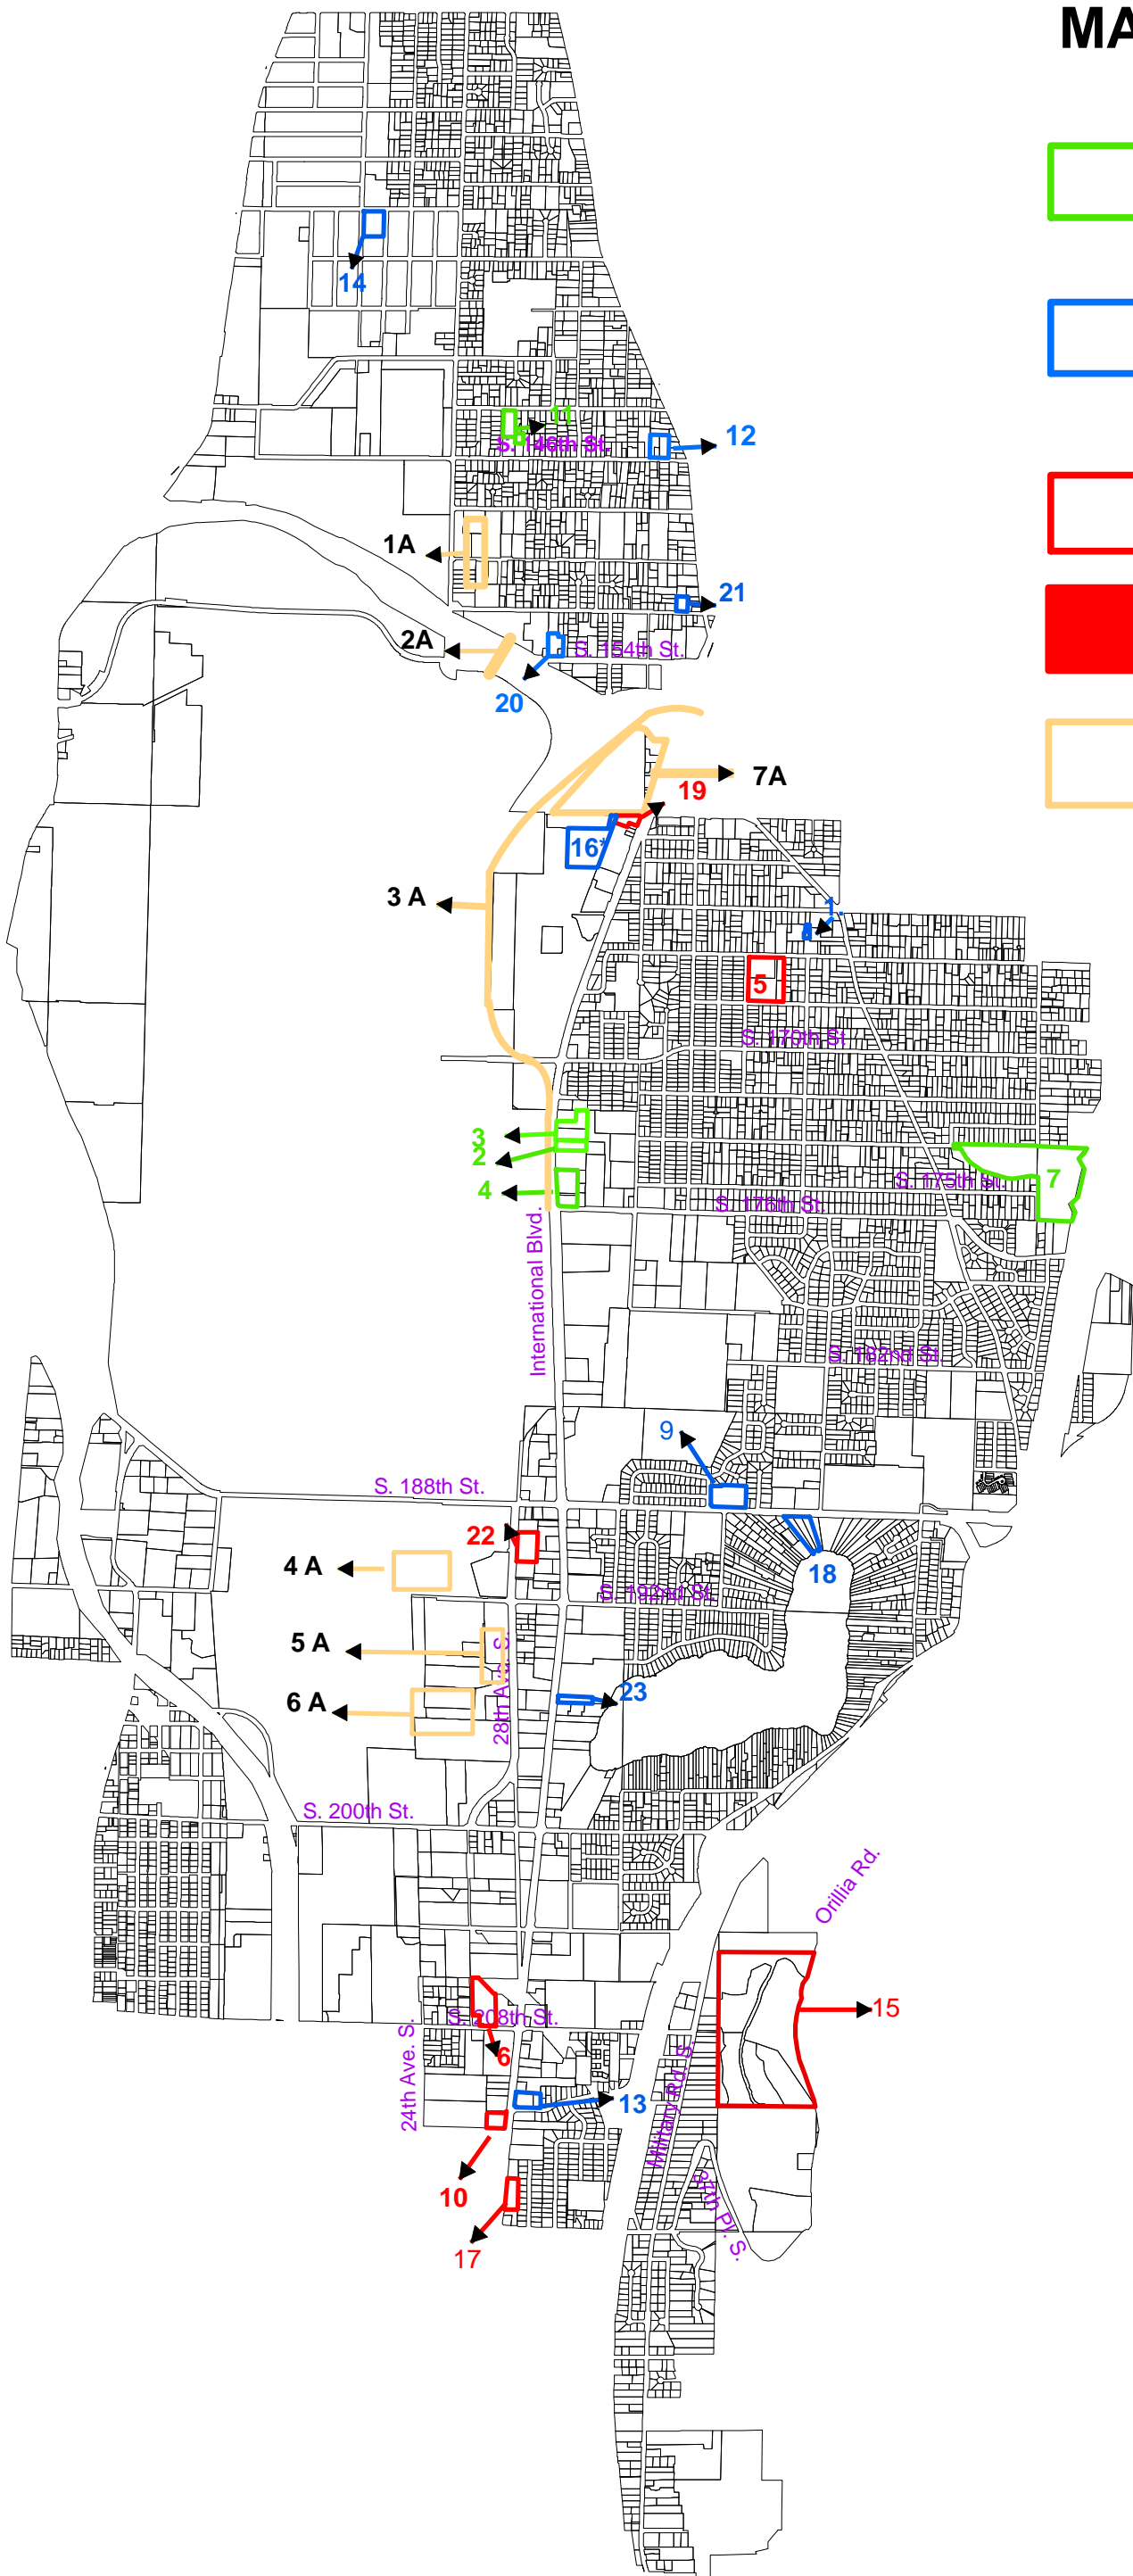 MA
14
11
S. 146th St.
12
1A
21
2A
S. 154th St.
20
7A
19
16*
3 A
1
8
5
S. 170th St
3
2
4
7
S. 175th St.
S. 176th St.
International Blvd.
S. 182nd St.
9
S. 188th St.
22
4 A
18
S. 192nd St.
5 A
28th Ave. S.
6 A
23
S. 200th St.
Orillia Rd.
15
S. 208th St.
24th Ave. S.
6
Military Rd. S.
13
10
37th Pl. S.
17